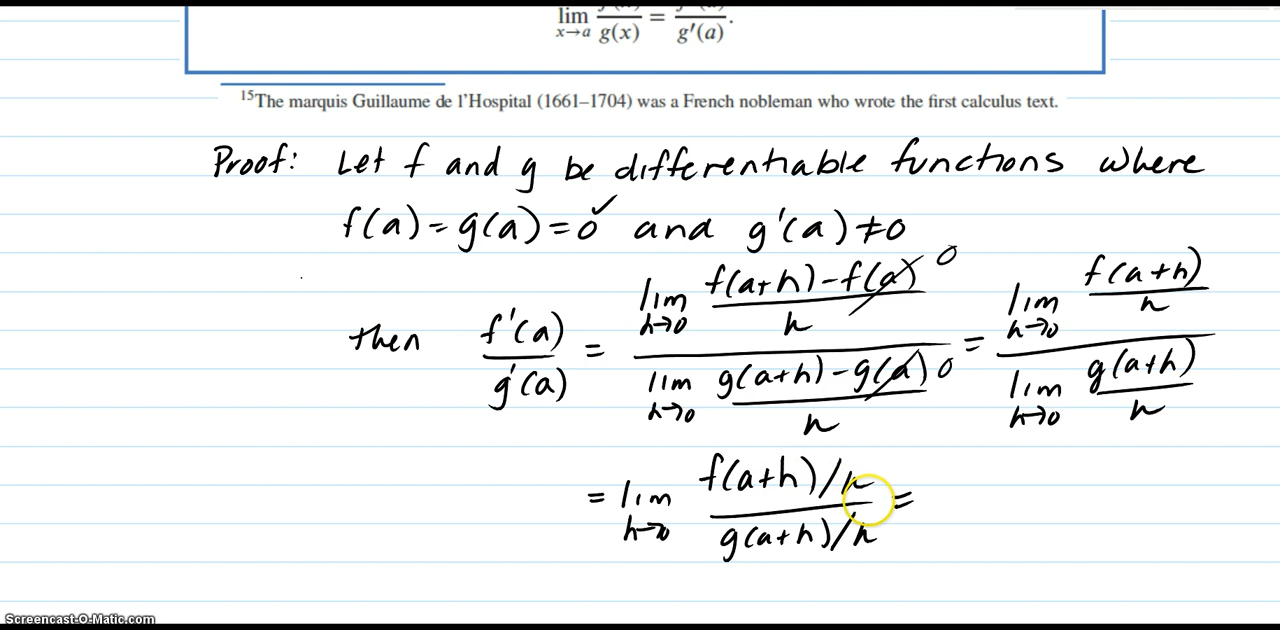 lim x→a g(x) = g′(a).
15The marquis Guillaume de l'Hospital (1661–1704) was a French nobleman who wrote the first calculus text.
Proof: Let f and g be differentiable functions where
f(a) = g(a) = 0 ✓ and g'(a) ≠ 0
then f'(a)/g'(a) = (lim h→0 (f(a+h) – f(a) 0)/h)/(lim h→0 (g(a+h) – g(a) 0)/h) = (lim h→0 f(a+h)/h)/(lim h→0 g(a+h)/h)
= lim h→0 (f(a+h)/h)/(g(a+h)/h) =
Screencast-O-Matic.com